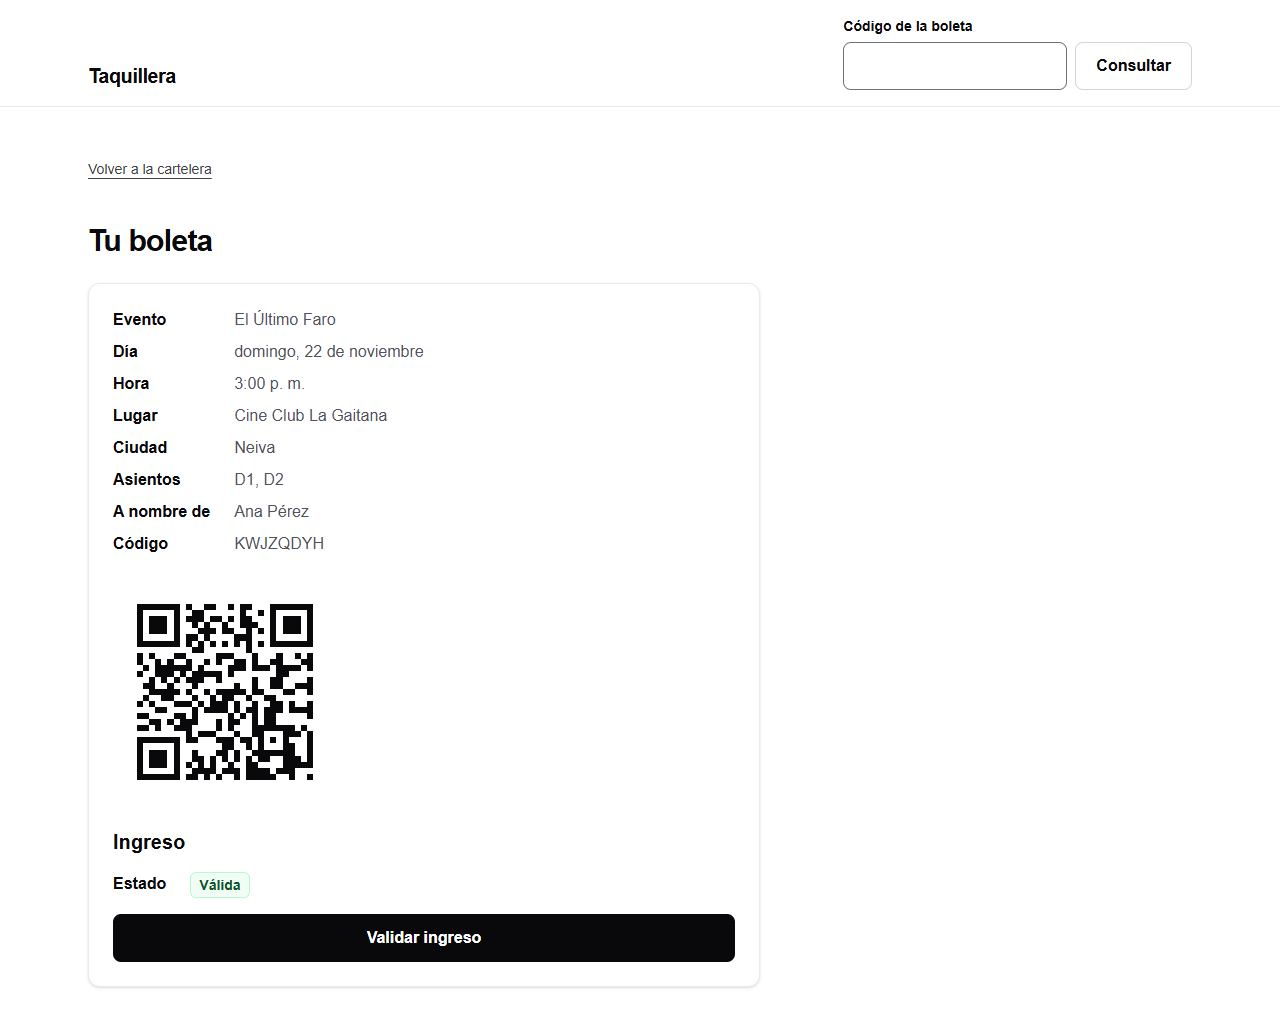 Código de la boleta
Taquillera
Consultar
Volver a la cartelera
Tu boleta
Evento El Último Faro
Día domingo, 22 de noviembre
Hora 3:00 p. m.
Lugar Cine Club La Gaitana
Ciudad Neiva
Asientos D1, D2
A nombre de Ana Pérez
Código KWJZQDYH
Ingreso
Estado Válida
Validar ingreso